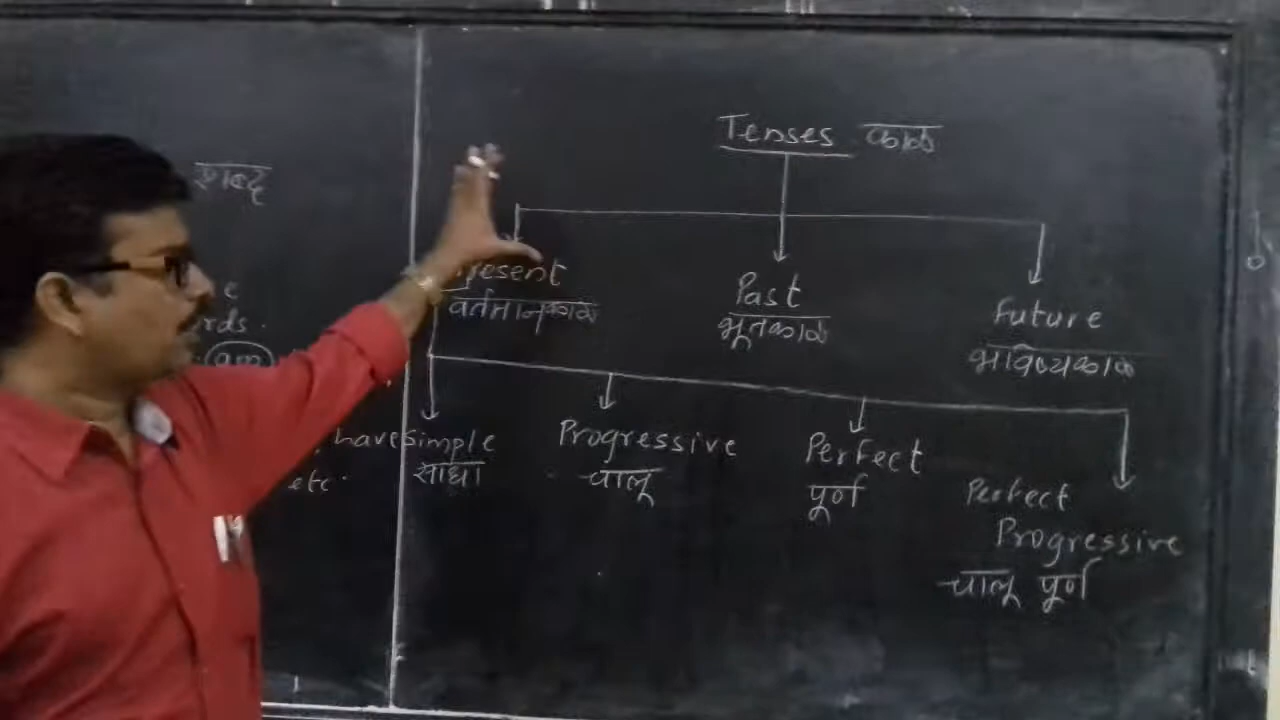 शब्द
am
have
etc.
Tenses काळ
Present
वर्तमानकाळ
Past
भूतकाळ
Future
भविष्यकाळ
Simple
साधा
Progressive
चालू
Perfect
पूर्ण
Perfect
Progressive
चालू पूर्ण